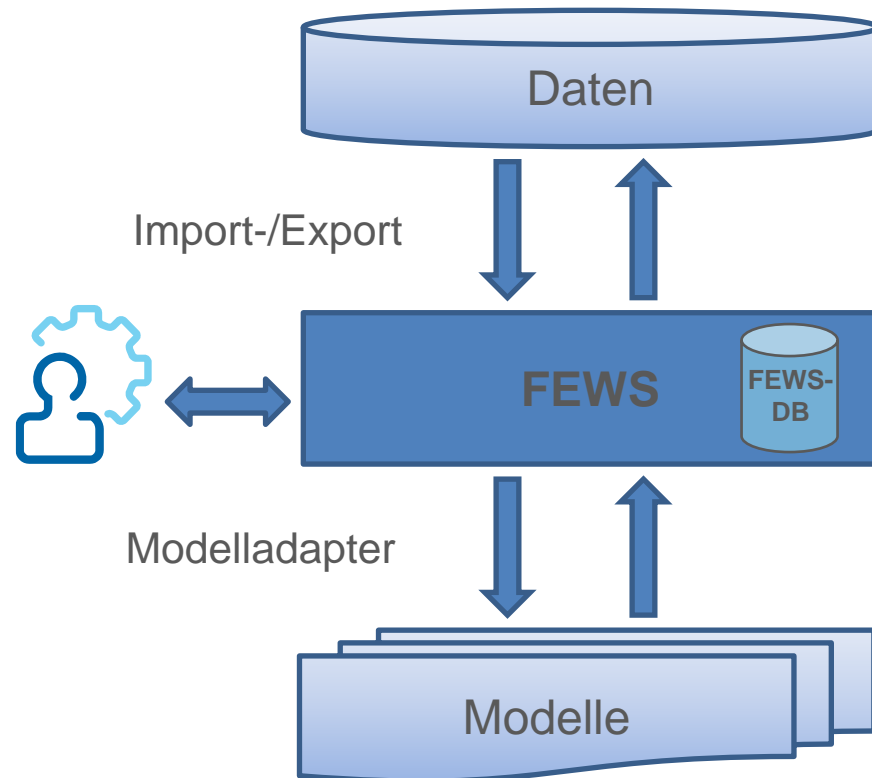 Daten
Import-/Export
FEWS
FEWS-
DB
Modelladapter
Modelle